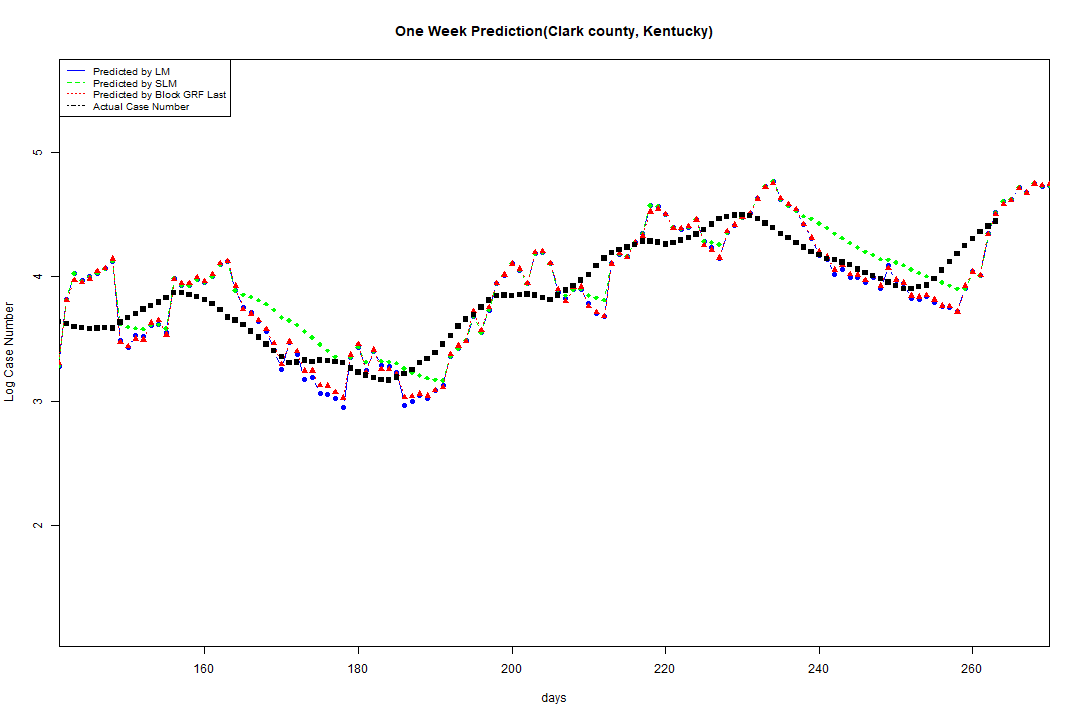 One Week Prediction(Clark county, Kentucky)
Predicted by LM
Predicted by SLM
Predicted by Block GRF Last
Actual Case Number
5
4
3
2
Log Case Number
160 180 200 220 240 260
days